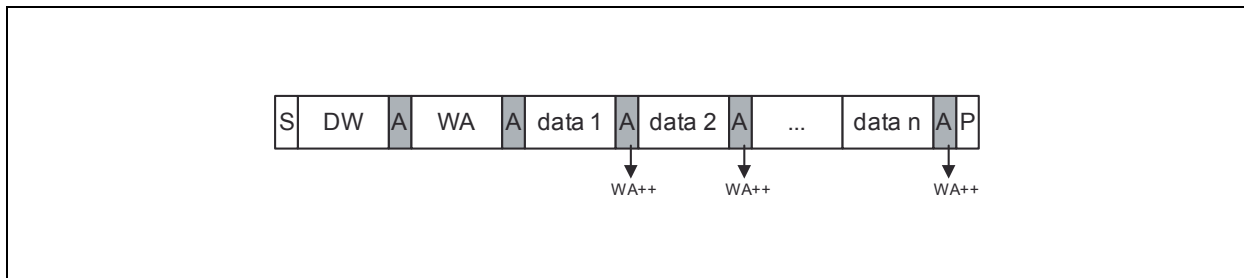 S DW A WA A data 1 A data 2 A ... data n A P
WA++ WA++ WA++